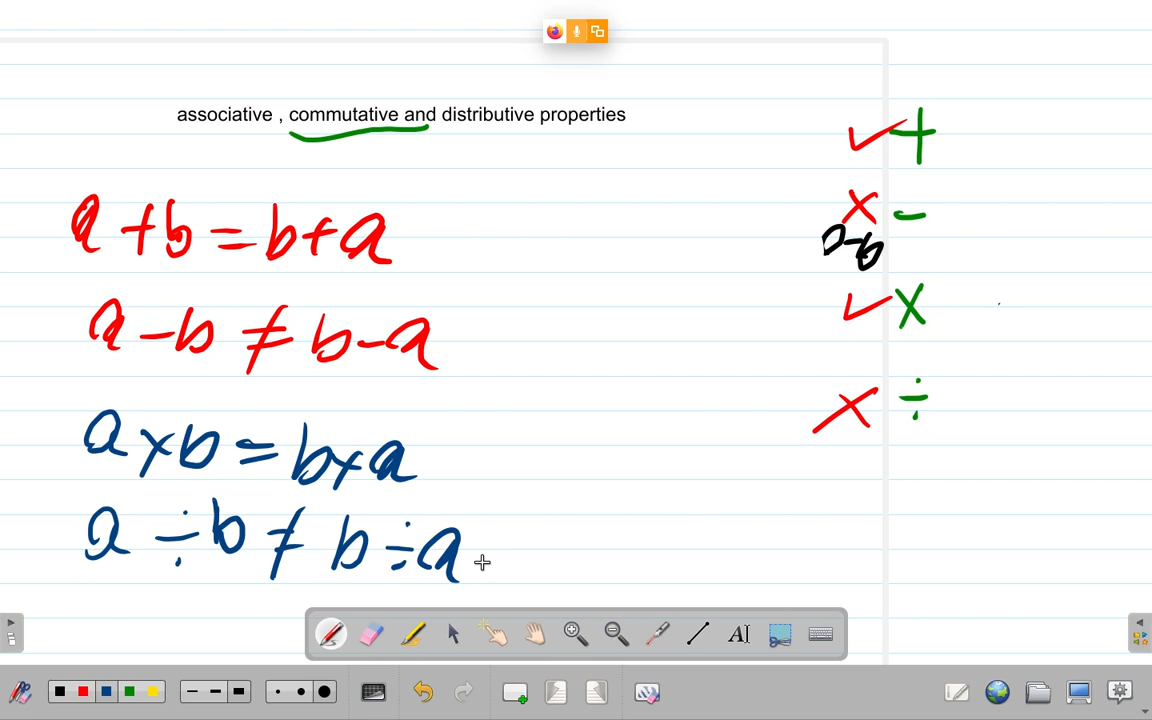 associative , commutative and distributive properties
a + b = b + a
a - b ≠ b - a
a × b = b × a
a ÷ b ≠ b ÷ a
✓ +
× -
✓ ×
× ÷